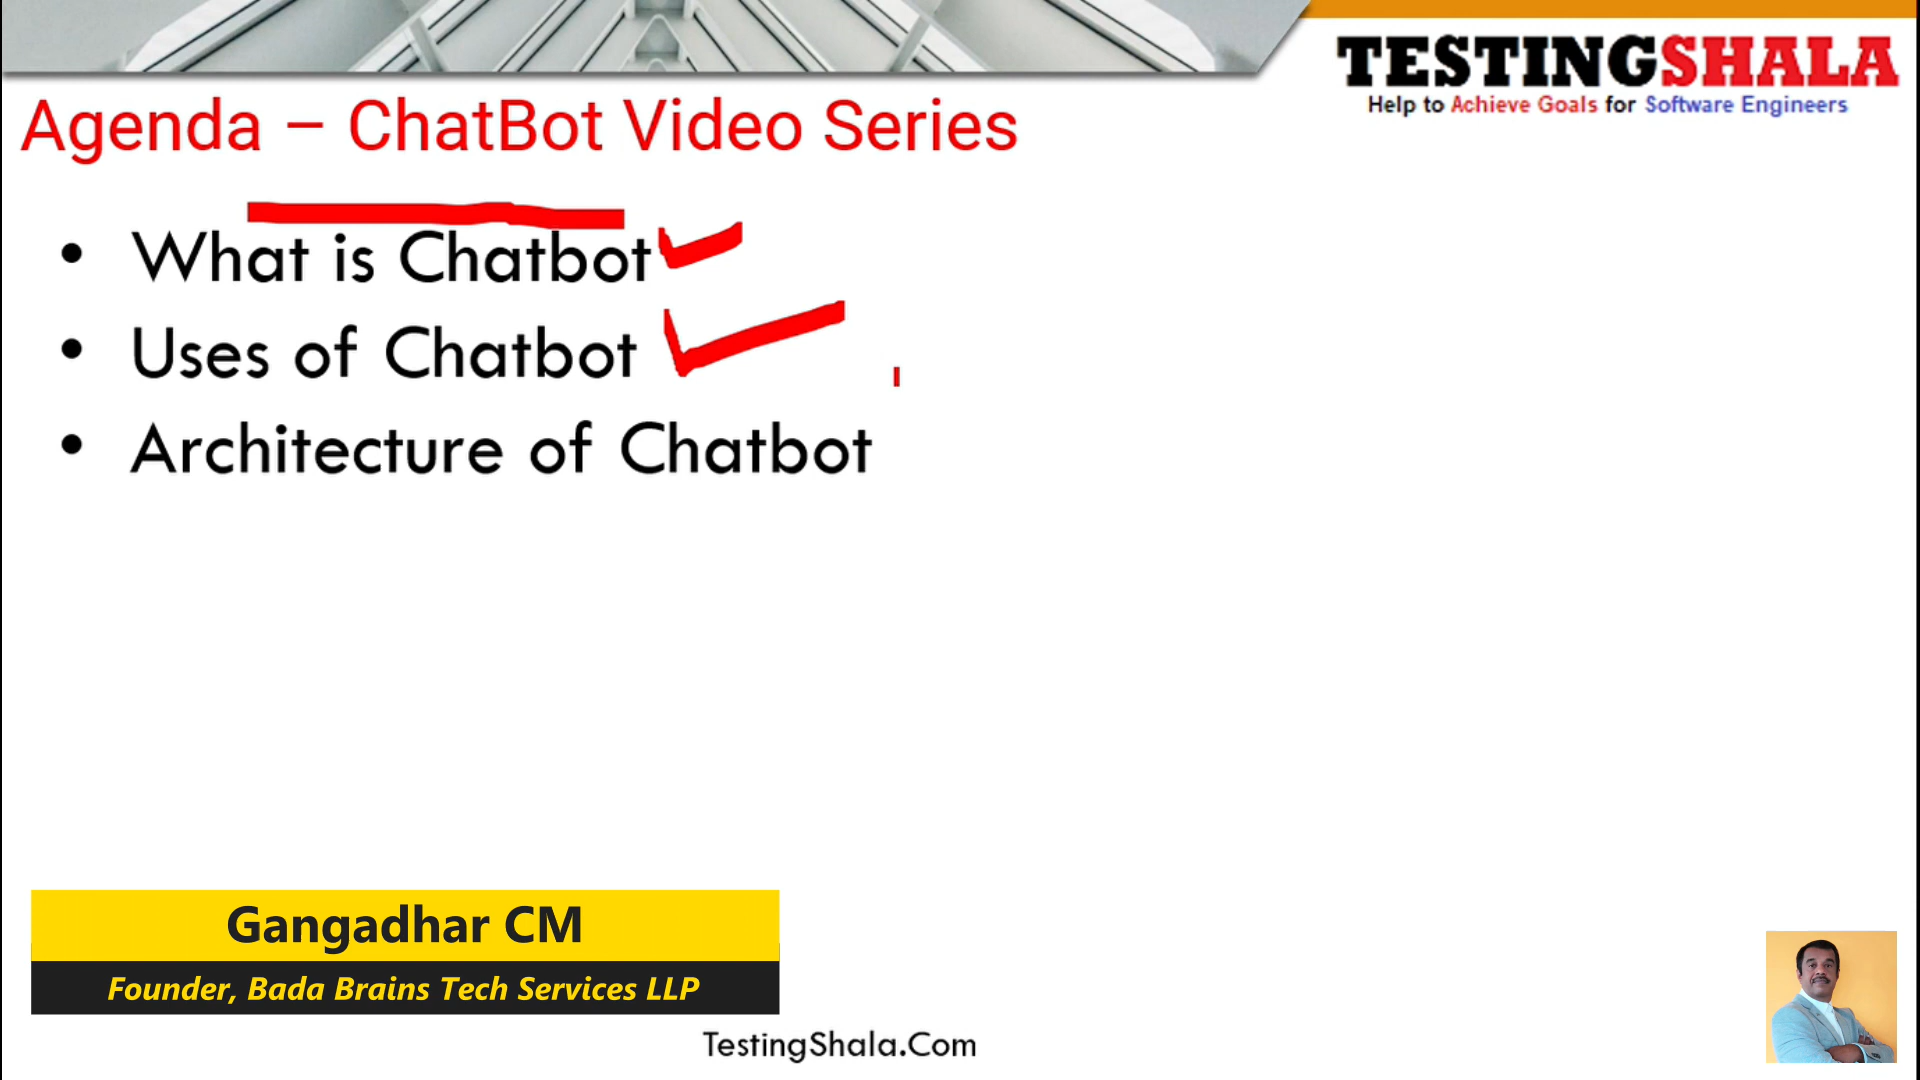 TESTINGSHALA
Help to Achieve Goals for Software Engineers
Agenda – ChatBot Video Series
• What is Chatbot
• Uses of Chatbot
• Architecture of Chatbot
Gangadhar CM
Founder, Bada Brains Tech Services LLP
TestingShala.Com